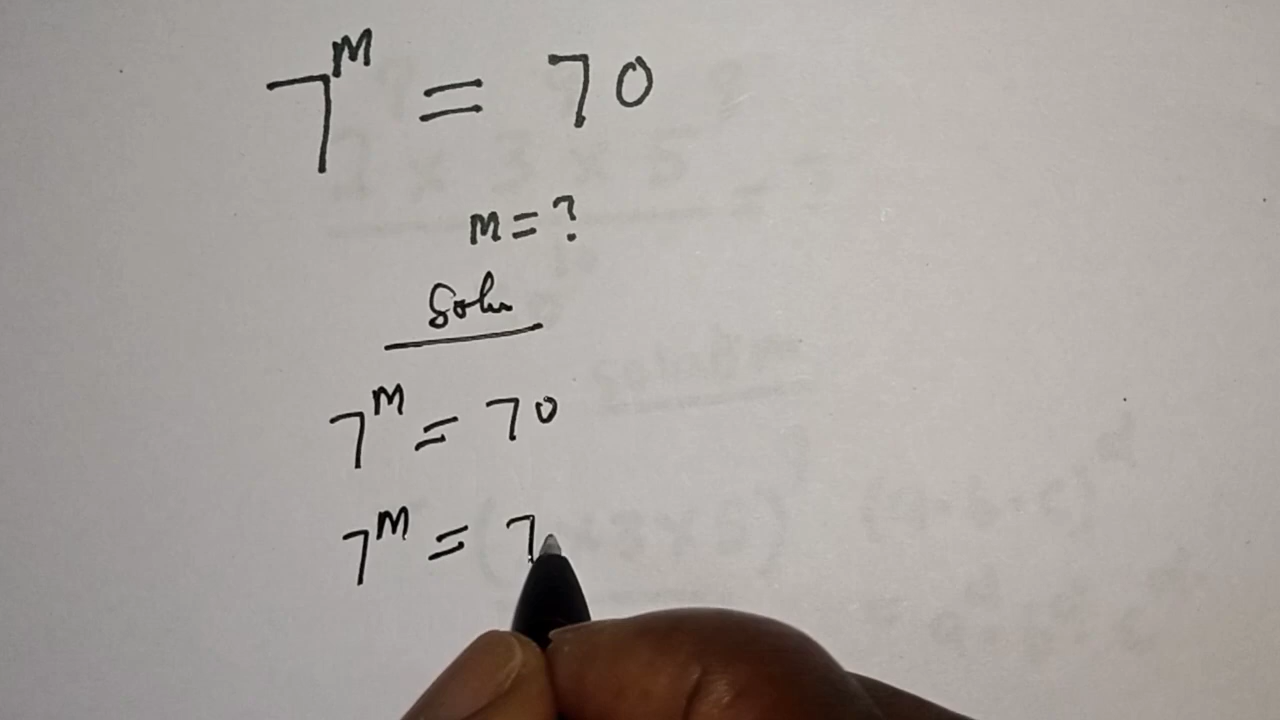 7^M = 70
M = ?
Soln
7^M = 70
7^M = 7